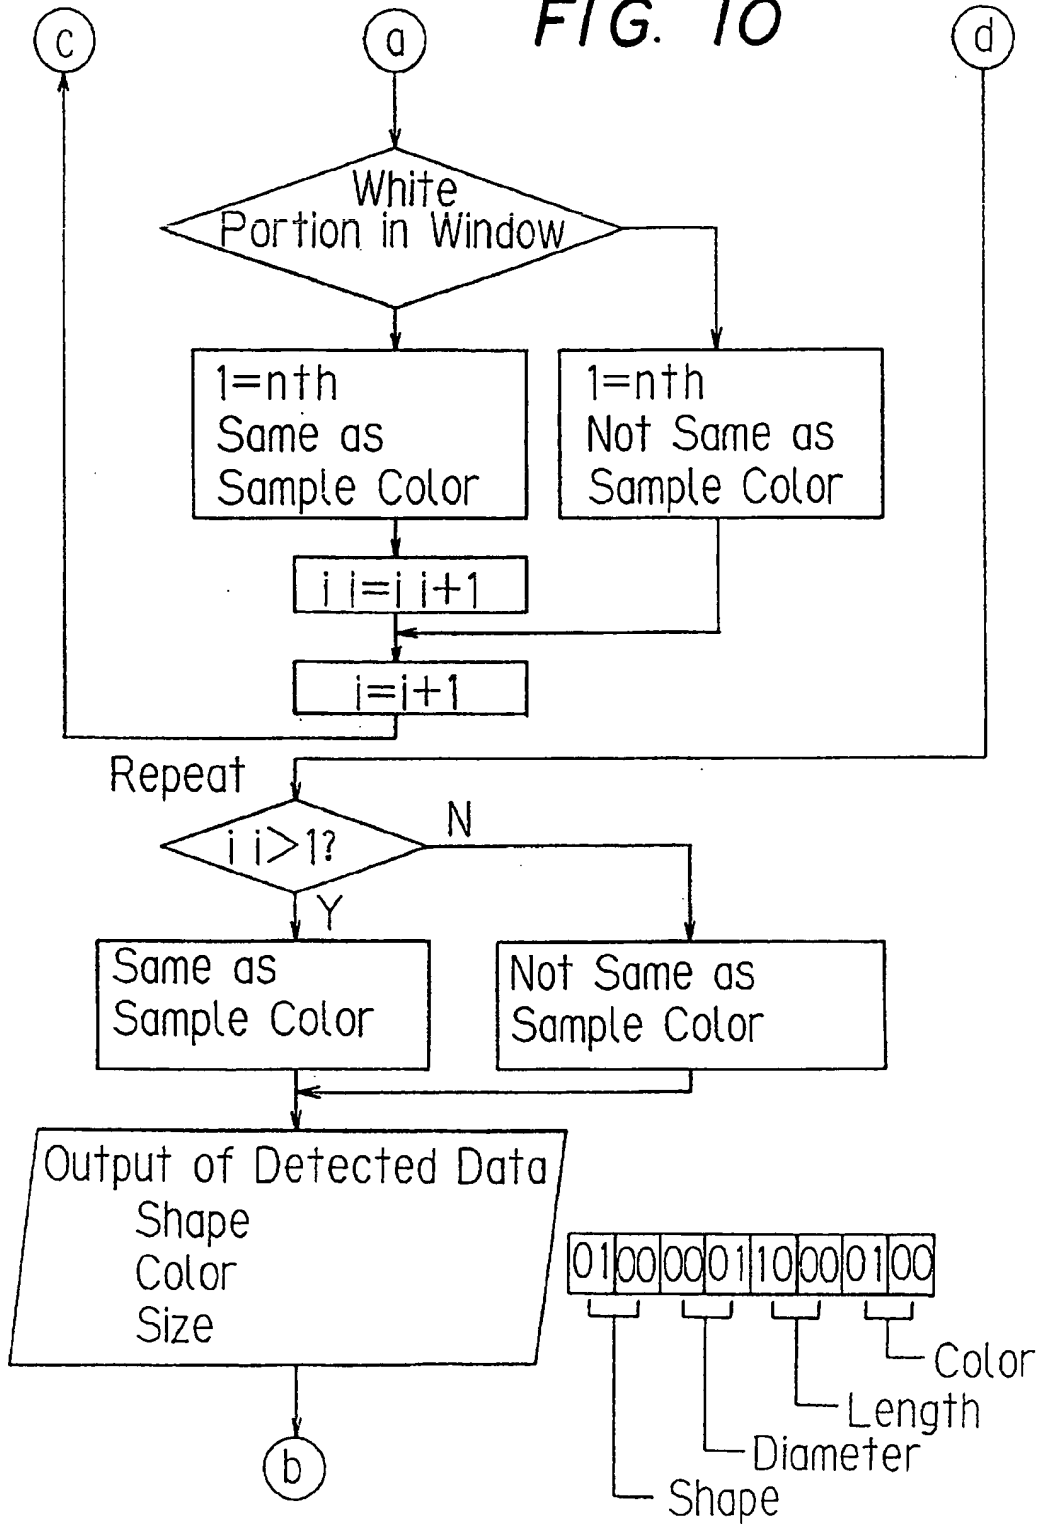 FIG. 10
c
a
d
White
Portion in Window
1=nth
Same as
Sample Color
1=nth
Not Same as
Sample Color
i i=i i+1
i=i+1
Repeat
i i>1?
N
Y
Same as
Sample Color
Not Same as
Sample Color
Output of Detected Data
Shape
Color
Size
01 00 00 01 10 00 01 00
Color
Length
Diameter
Shape
b